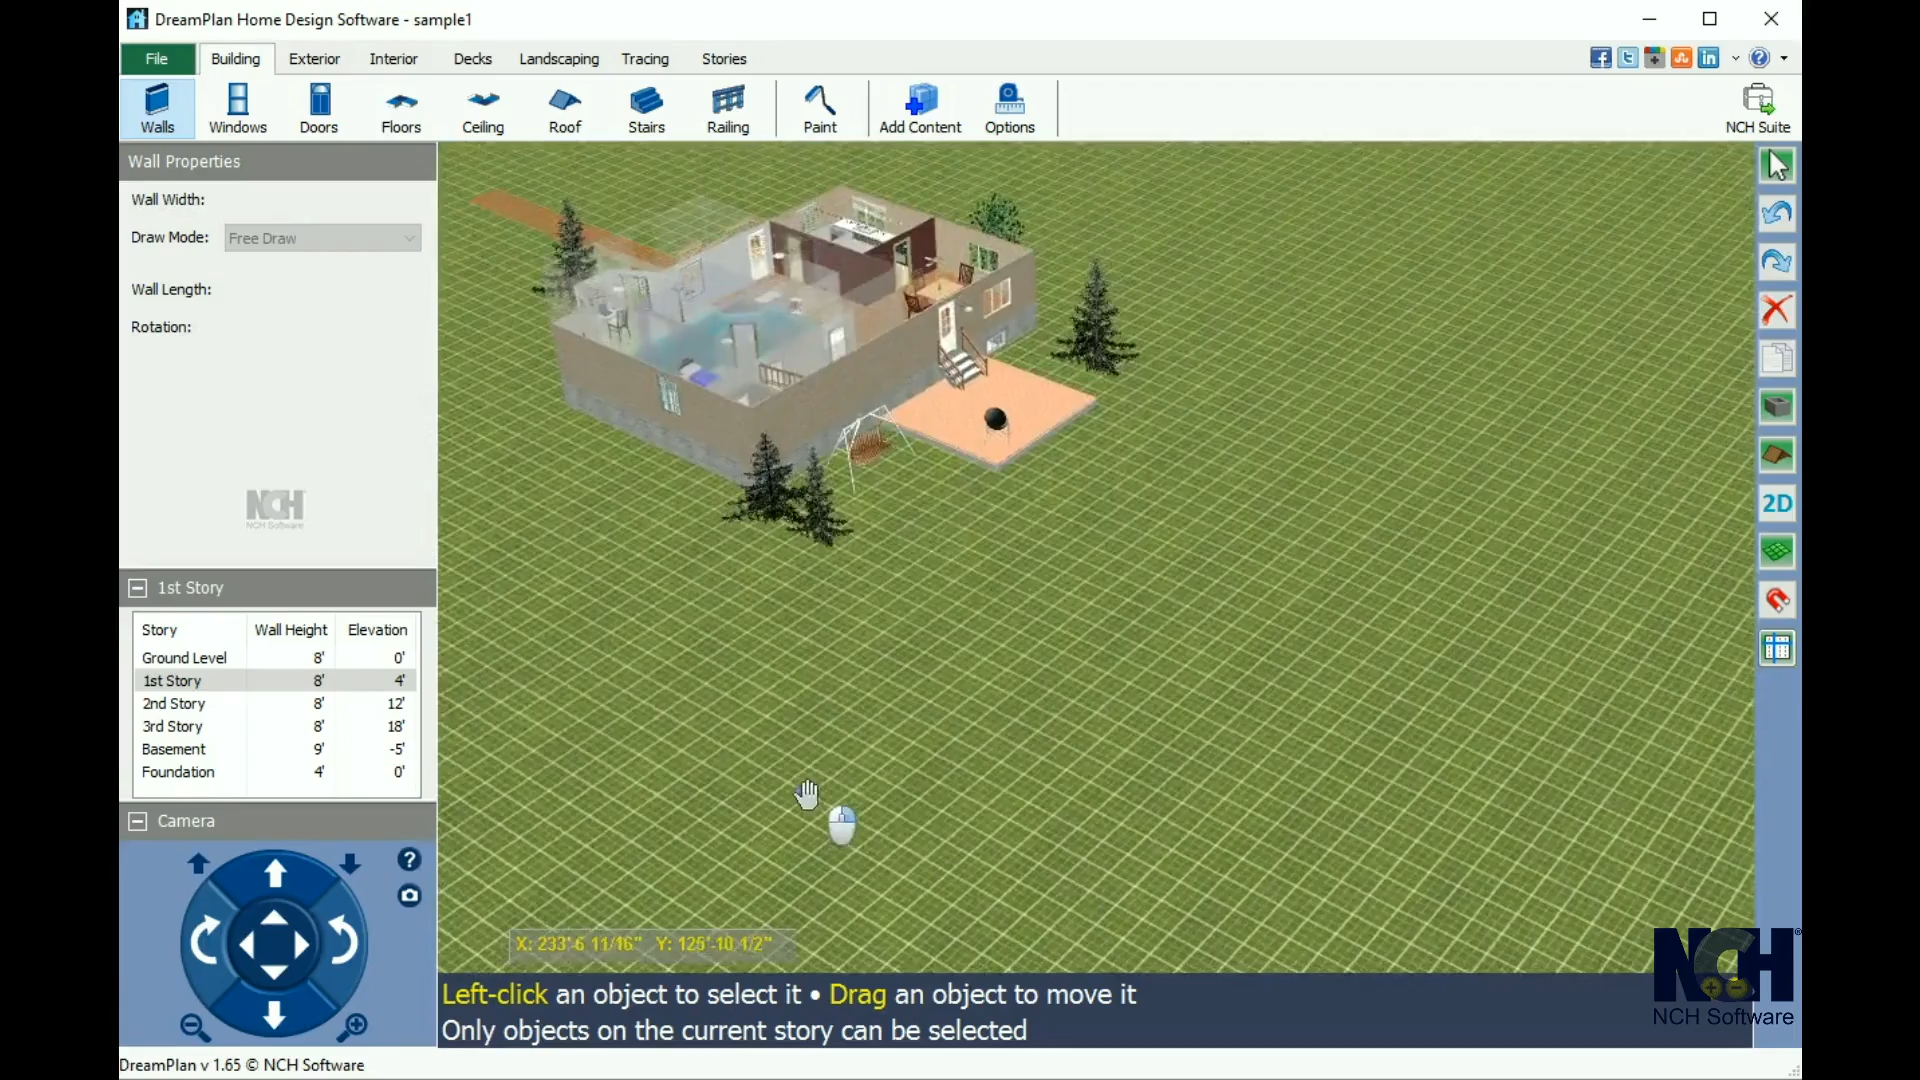 DreamPlan Home Design Software - sample1
File Building Exterior Interior Decks Landscaping Tracing Stories
Walls Windows Doors Floors Ceiling Roof Stairs Railing Paint Add Content Options NCH Suite
Wall Properties
Wall Width:
Draw Mode: Free Draw
Wall Length:
Rotation:
NCH
NCH Software
1st Story
Story Wall Height Elevation
Ground Level 8' 0'
1st Story 8' 4'
2nd Story 8' 12'
3rd Story 8' 18'
Basement 9' -5'
Foundation 4' 0'
Camera
2D
X: 233'-6 11/16" Y: 125'-10 1/2"
Left-click an object to select it • Drag an object to move it
Only objects on the current story can be selected
NCH®
NCH Software
DreamPlan v 1.65 © NCH Software